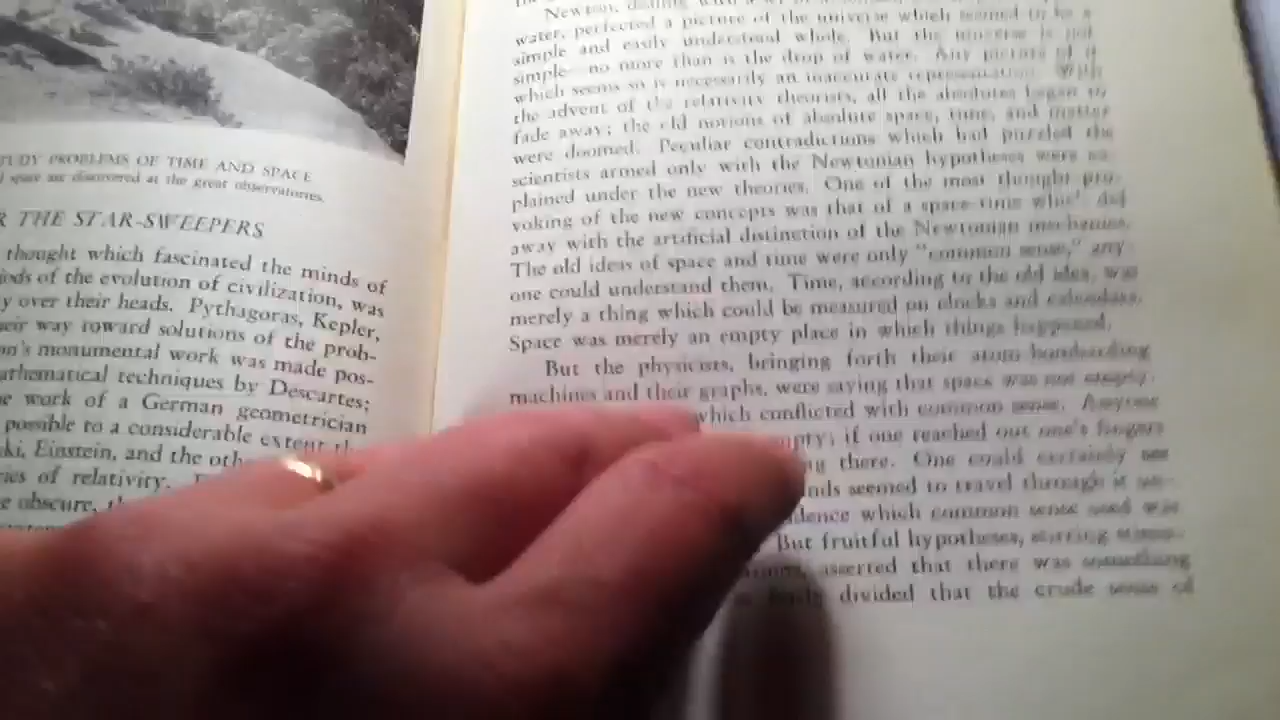 TUDY PROBLEMS OF TIME AND SPACE
space are discovered at the great observatories.
R THE STAR-SWEEPERS
thought which fascinated the minds of
iods of the evolution of civilization, was
y over their heads. Pythagoras, Kepler,
eir way toward solutions of the prob-
on's monumental work was made pos-
athematical techniques by Descartes;
e work of a German geometrician
possible to a considerable extent the
ki, Einstein, and the oth
ries of relativity.
e obscure,
Newton,
water, perfected a picture of the universe which seemed to be a
simple and easily understood whole. But the universe is not
simple—no more than is the drop of water. Any picture of it
which seems so is necessarily an inaccurate representation. With
the advent of the relativity theorists, all the absolutes began to
fade away; the old notions of absolute space, time, and matter
were doomed. Peculiar contradictions which had puzzled the
scientists armed only with the Newtonian hypotheses were ex-
plained under the new theories. One of the most thought pro-
voking of the new concepts was that of a space-time which did
away with the artificial distinction of the Newtonian mechanics.
The old ideas of space and time were only "common sense," any
one could understand them. Time, according to the old idea, was
merely a thing which could be measured on clocks and calendars.
Space was merely an empty place in which things happened.
But the physicists, bringing forth their atom-bombarding
machines and their graphs, were saying that space was not empty.
which conflicted with common sense. Anyone
mpty; if one reached out one's fingers
ng there. One could certainly see
nds seemed to travel through it
dence which common sense used was
But fruitful hypotheses,
asserted that there was something
finely divided that the crude sense of